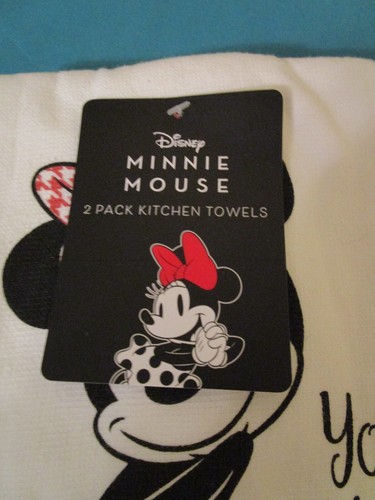 Disney
MINNIE
MOUSE
2 PACK KITCHEN TOWELS